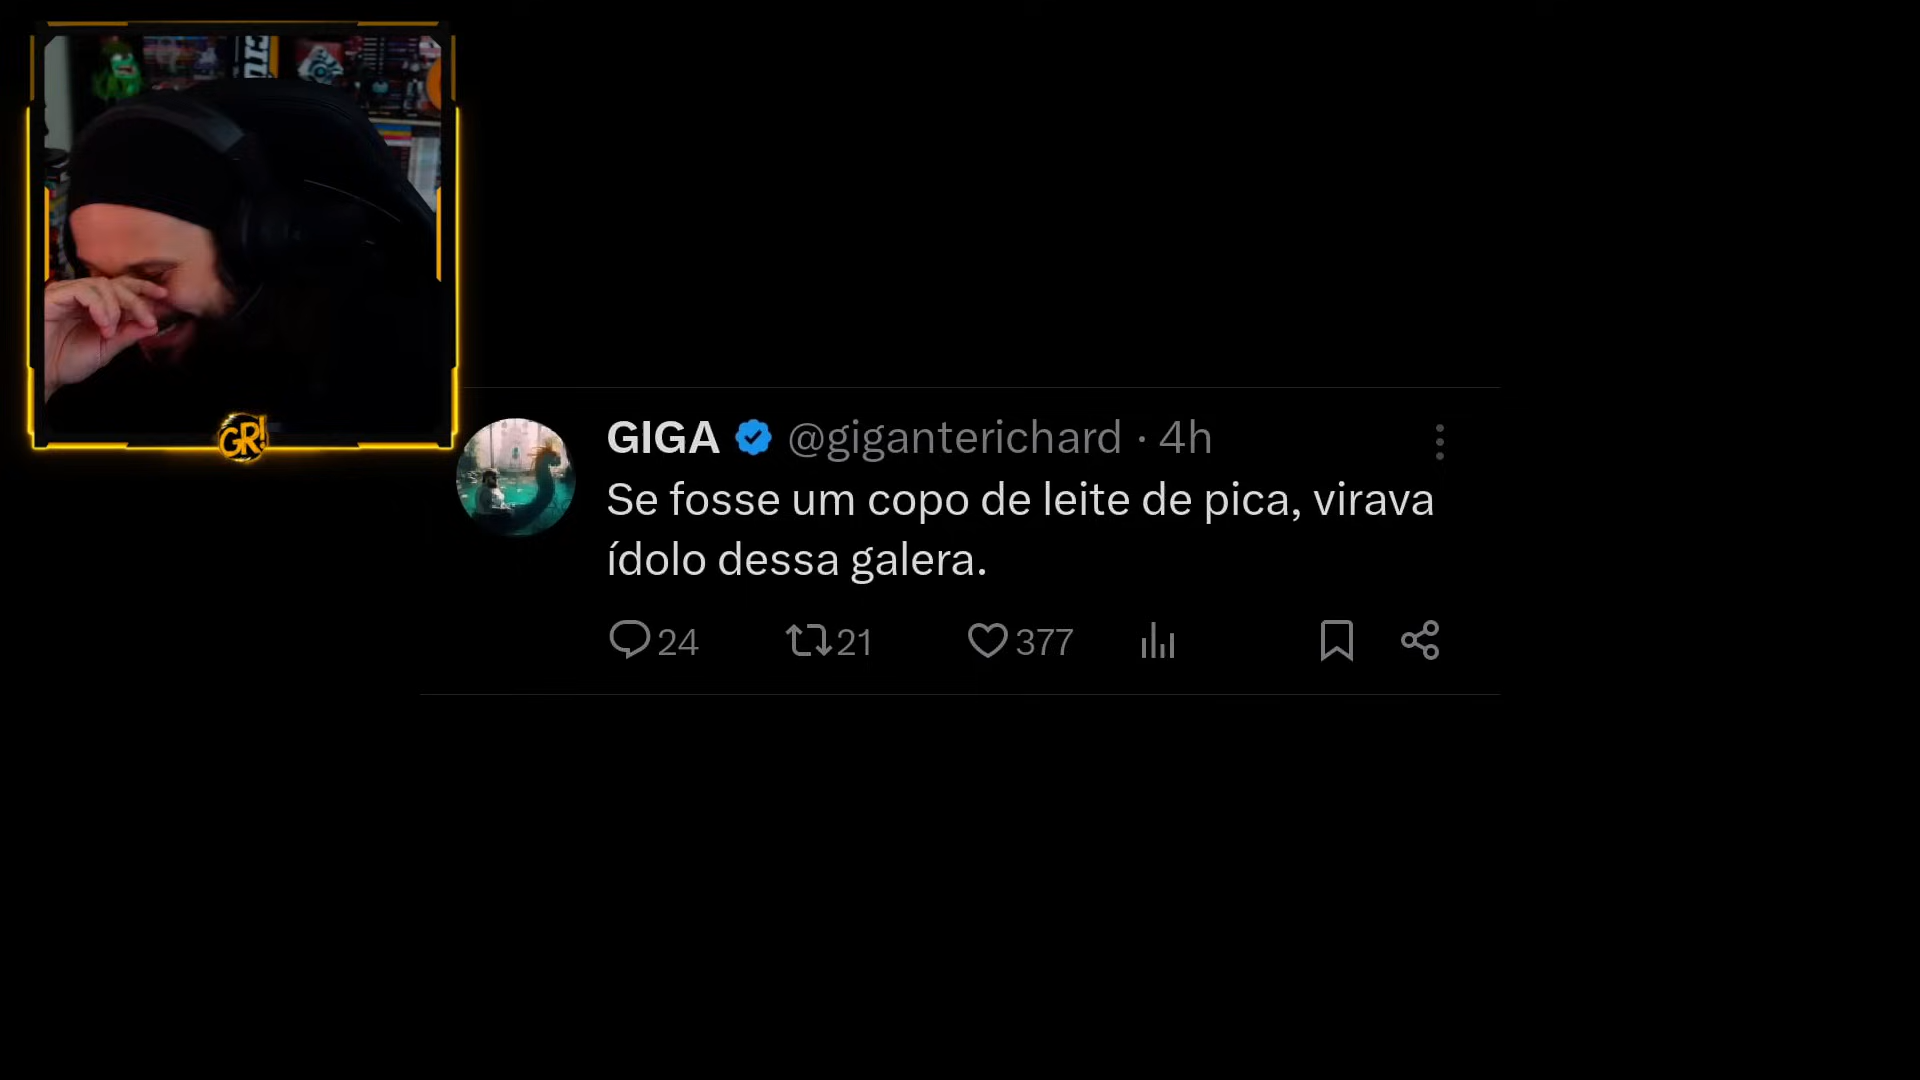 GR!
GIGA @giganterichard · 4h
Se fosse um copo de leite de pica, virava
ídolo dessa galera.
24 21 377